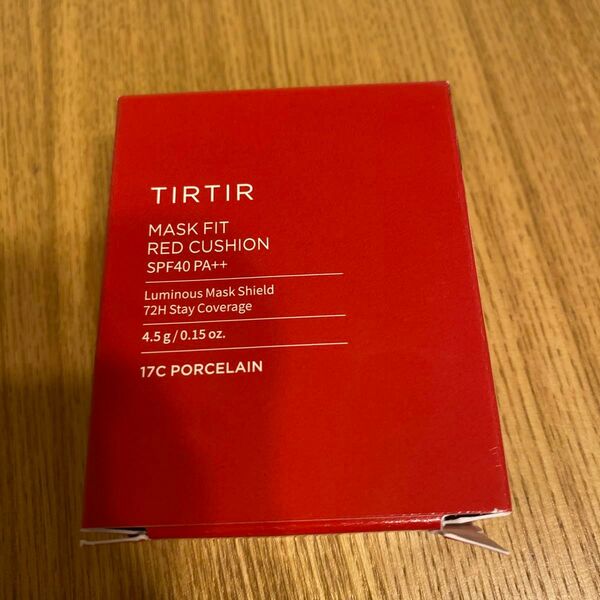 TIRTIR
MASK FIT
RED CUSHION
SPF40 PA++
Luminous Mask Shield
72H Stay Coverage
4.5 g / 0.15 oz.
17C PORCELAIN